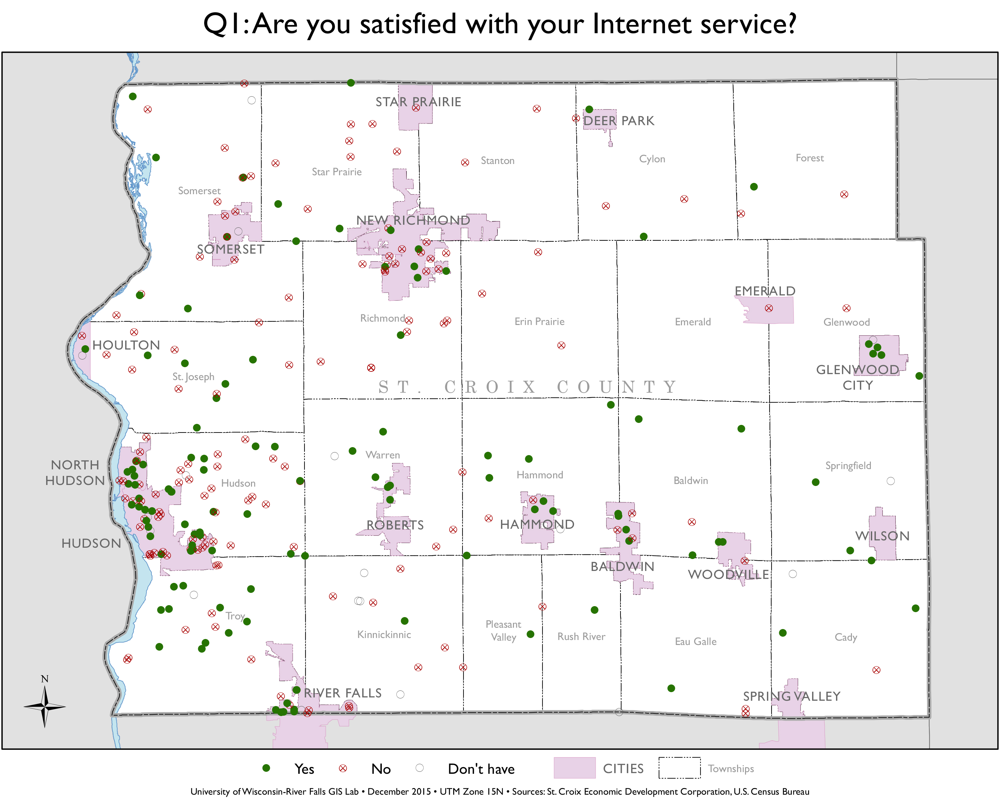 Q1: Are you satisfied with your Internet service?
STAR PRAIRIE
DEER PARK
Cylon
Forest
Stanton
Star Prairie
Somerset
NEW RICHMOND
SOMERSET
EMERALD
Richmond
Erin Prairie
Emerald
Glenwood
HOULTON
St. Joseph
GLENWOOD
CITY
ST. CROIX COUNTY
Warren
NORTH
HUDSON
Hudson
Hammond
Baldwin
Springfield
ROBERTS
HAMMOND
WILSON
HUDSON
BALDWIN
WOODVILLE
Troy
Kinnickinnic
Pleasant
Valley
Rush River
Eau Galle
Cady
N
RIVER FALLS
SPRING VALLEY
Yes
No
Don't have
CITIES
Townships
University of Wisconsin-River Falls GIS Lab • December 2015 • UTM Zone 15N • Sources: St. Croix Economic Development Corporation, U.S. Census Bureau